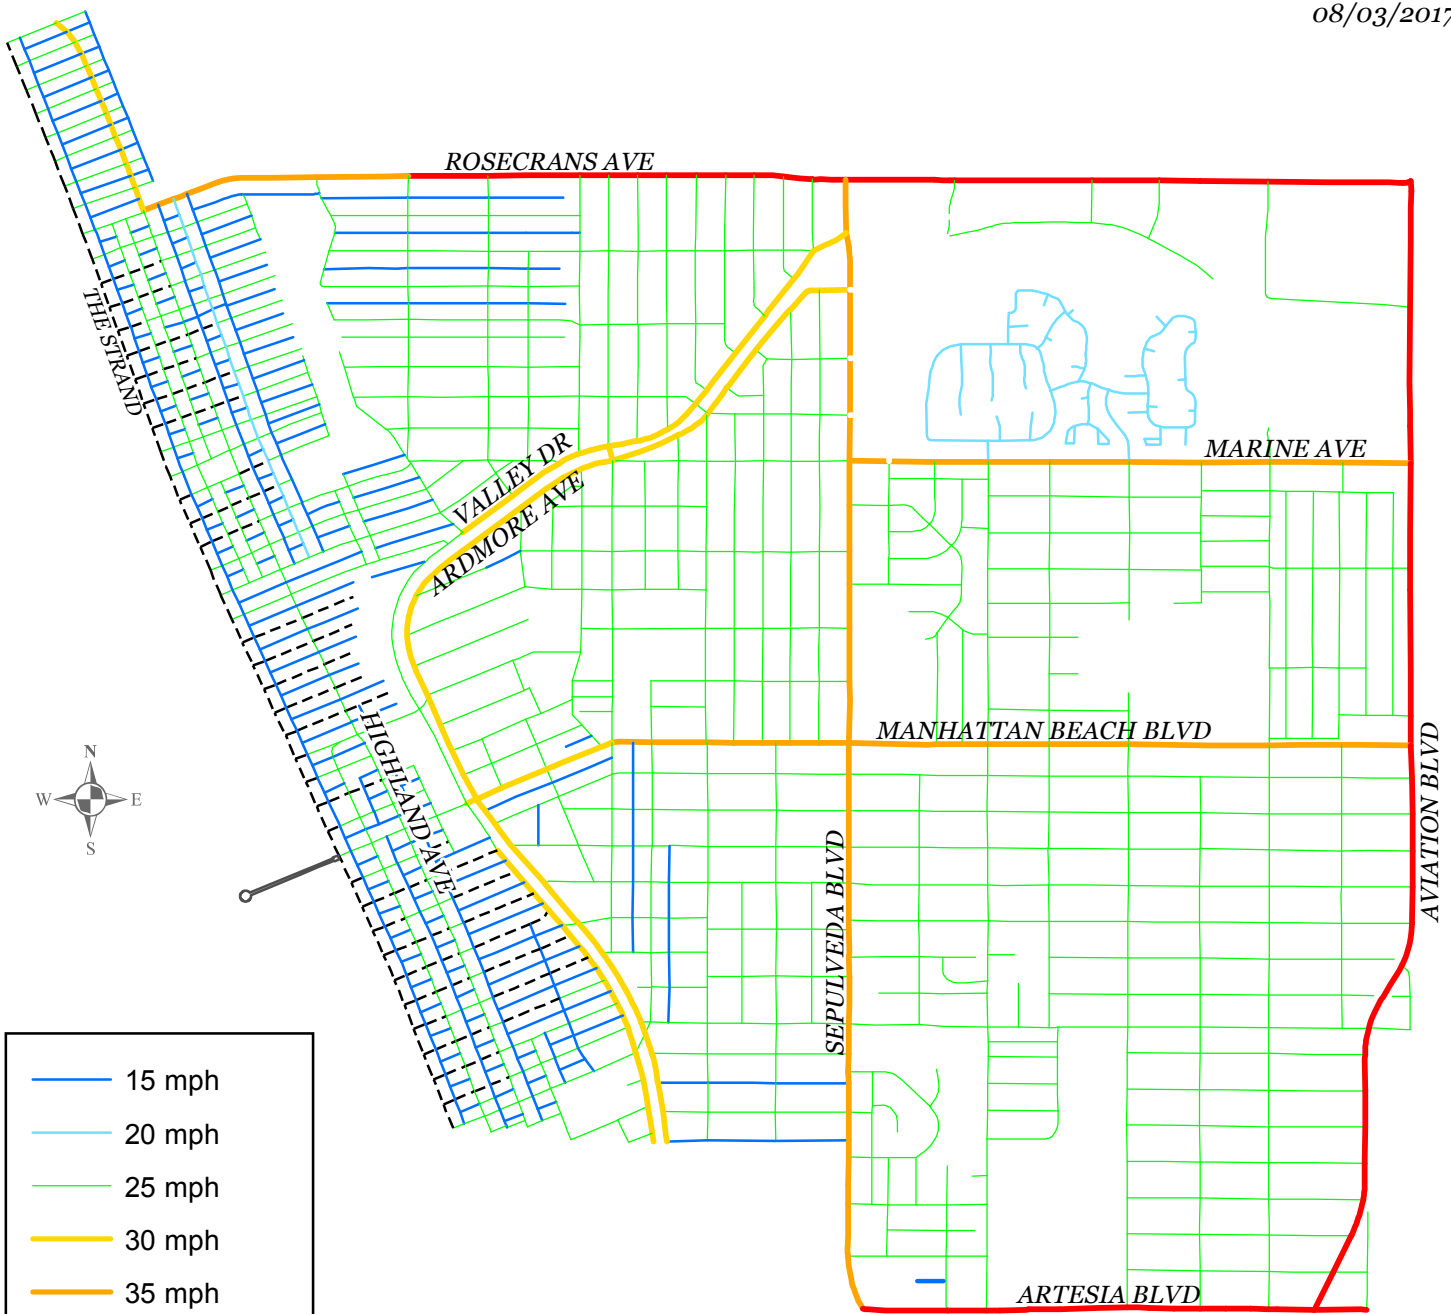 08/03/2017
ROSECRANS AVE
THE STRAND
VALLEY DR
ARDMORE AVE
MARINE AVE
HIGHLAND AVE
MANHATTAN BEACH BLVD
AVIATION BLVD
SEPULVEDA BLVD
N
W E
S
15 mph
20 mph
25 mph
30 mph
35 mph
ARTESIA BLVD